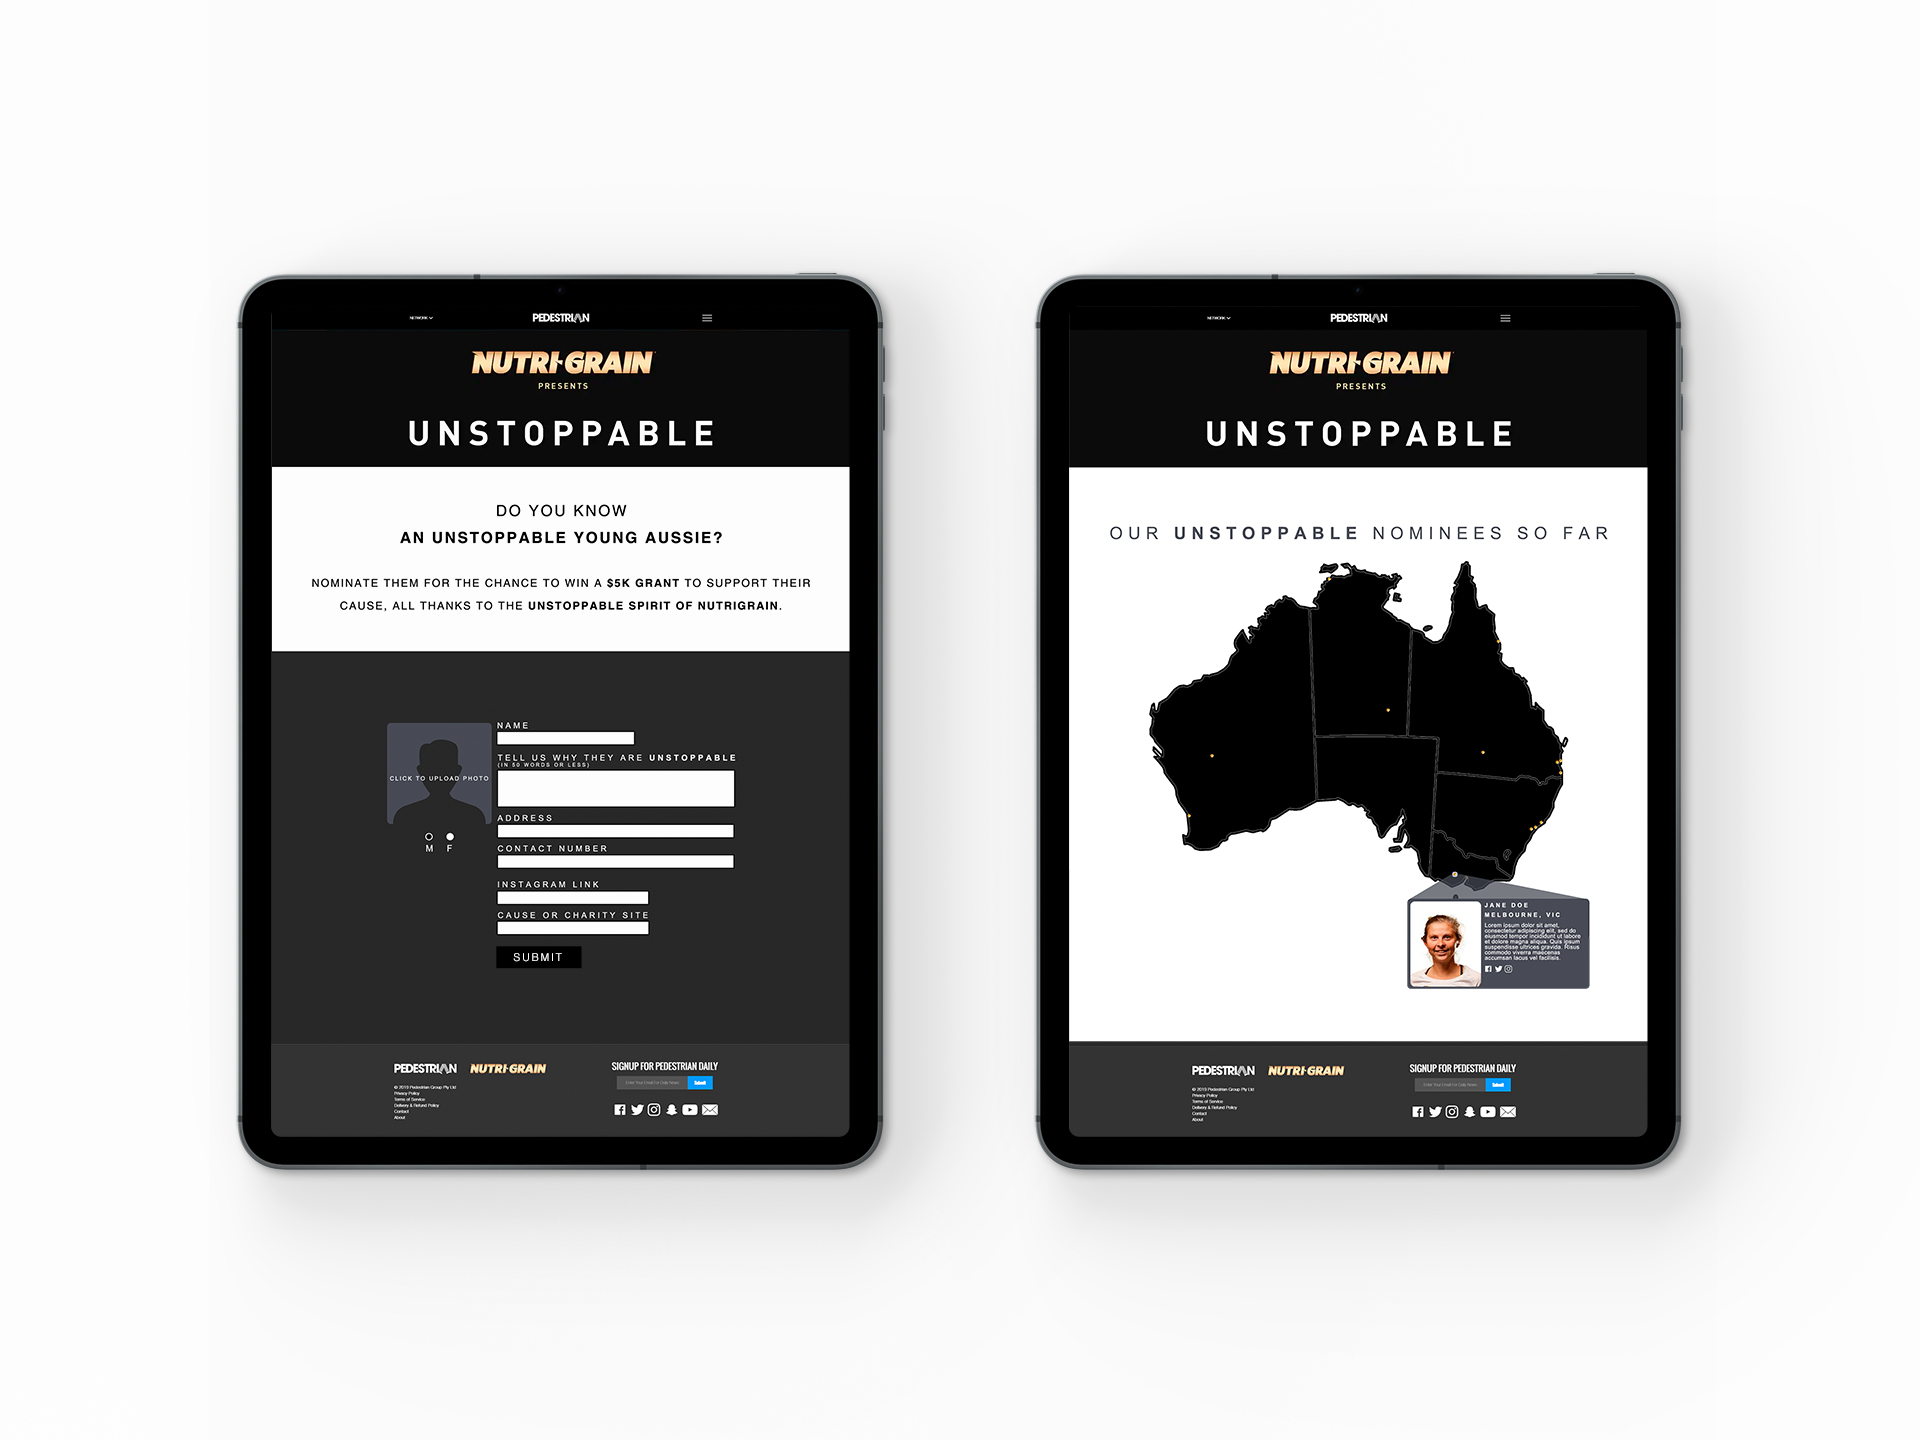 NETWORK
PEDESTRIAN
NUTRI-GRAIN
PRESENTS
UNSTOPPABLE
DO YOU KNOW
AN UNSTOPPABLE YOUNG AUSSIE?
NOMINATE THEM FOR THE CHANCE TO WIN A $5K GRANT TO SUPPORT THEIR
CAUSE, ALL THANKS TO THE UNSTOPPABLE SPIRIT OF NUTRIGRAIN.
CLICK TO UPLOAD PHOTO
M F
NAME
TELL US WHY THEY ARE UNSTOPPABLE
(IN 50 WORDS OR LESS)
ADDRESS
CONTACT NUMBER
INSTAGRAM LINK
CAUSE OR CHARITY SITE
SUBMIT
PEDESTRIAN NUTRI-GRAIN
© 2019 Pedestrian Group Pty Ltd
Privacy Policy
Terms of Service
Delivery & Refund Policy
Contact
About
SIGNUP FOR PEDESTRIAN DAILY
Enter Your Email For Daily News
Submit
NETWORK
PEDESTRIAN
NUTRI-GRAIN
PRESENTS
UNSTOPPABLE
OUR UNSTOPPABLE NOMINEES SO FAR
JANE DOE
MELBOURNE, VIC
Lorem ipsum dolor sit amet,
consectetur adipiscing elit, sed do
eiusmod tempor incididunt ut labore
et dolore magna aliqua. Quis ipsum
suspendisse ultrices gravida. Risus
commodo viverra maecenas
accumsan lacus vel facilisis.
PEDESTRIAN NUTRI-GRAIN
© 2019 Pedestrian Group Pty Ltd
Privacy Policy
Terms of Service
Delivery & Refund Policy
Contact
About
SIGNUP FOR PEDESTRIAN DAILY
Enter Your Email For Daily News
Submit